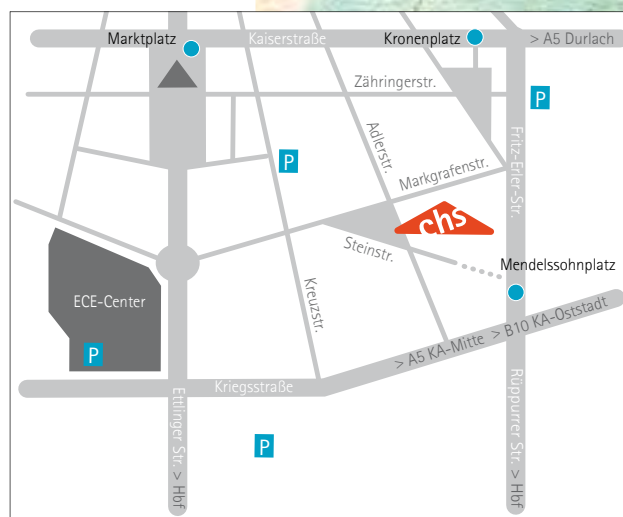 Marktplatz
Kaiserstraße
Kronenplatz
> A5 Durlach
Zähringerstr.
P
Fritz-Erler-Str.
Adlerstr.
P
Markgrafenstr.
chs
Steinstr.
Mendelssohnplatz
ECE-Center
Kreuzstr.
P
> A5 KA-Mitte > B10 KA-Oststadt
Kriegsstraße
Ettlinger Str. > Hbf
Rüppurrer Str. > Hbf
P